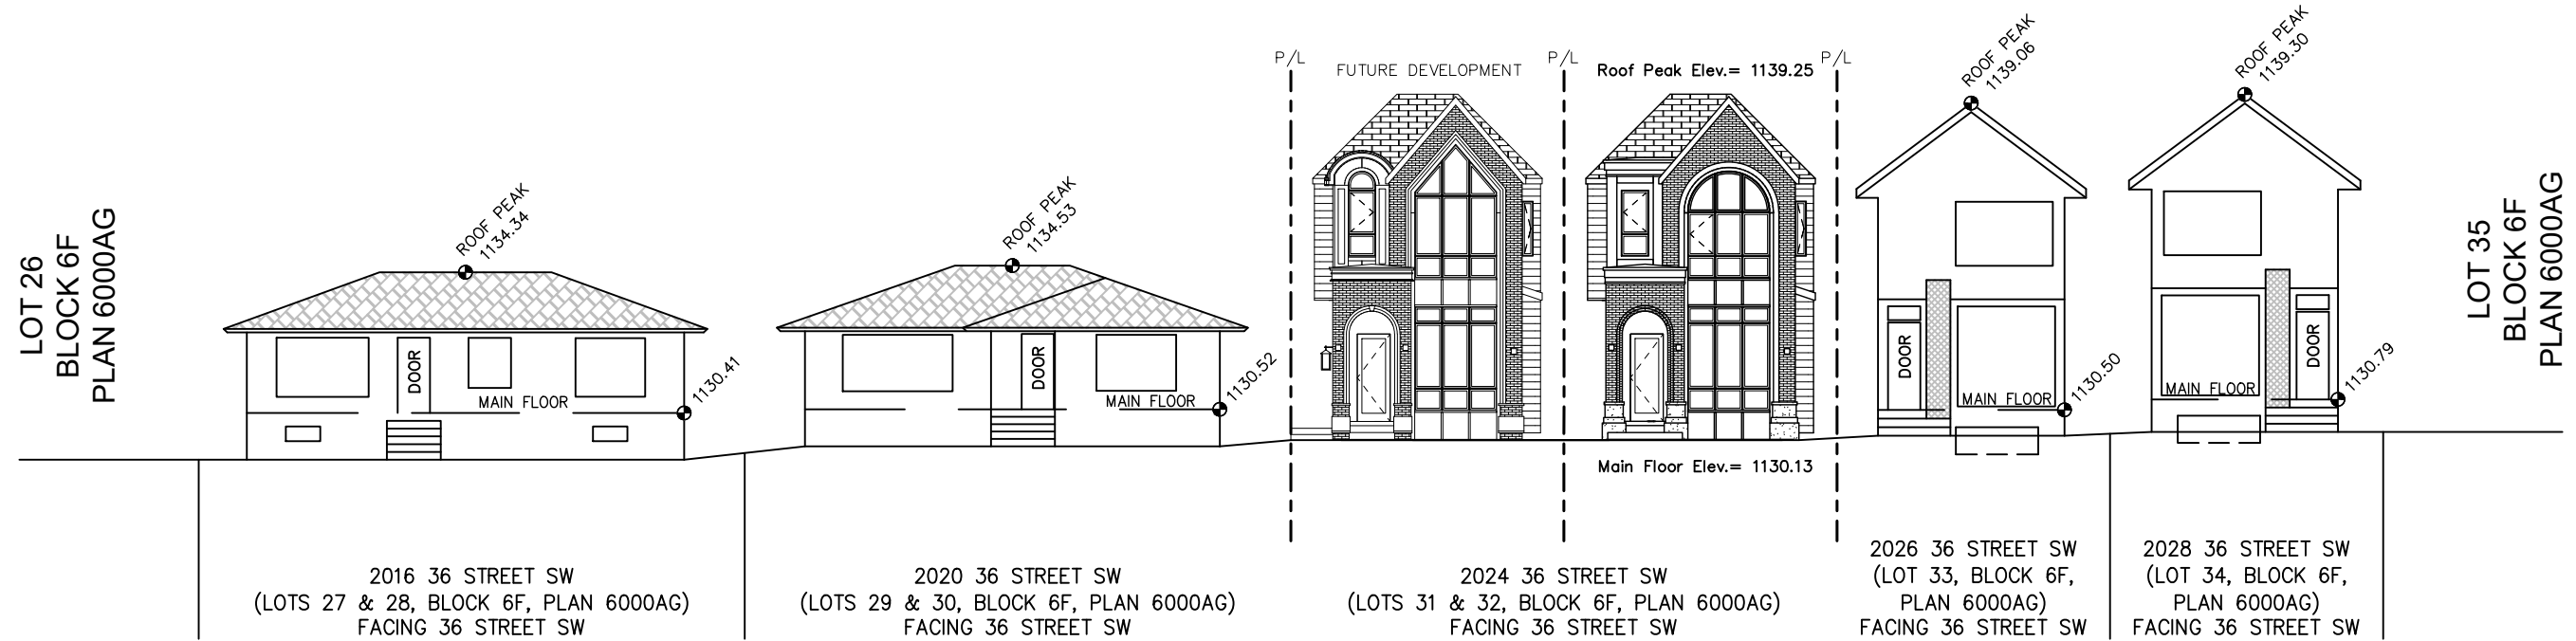 LOT 26
BLOCK 6F
PLAN 6000AG
ROOF PEAK
1134.34
DOOR
MAIN FLOOR
1130.41
2016 36 STREET SW
(LOTS 27 & 28, BLOCK 6F, PLAN 6000AG)
FACING 36 STREET SW
ROOF PEAK
1134.53
DOOR
MAIN FLOOR
1130.52
2020 36 STREET SW
(LOTS 29 & 30, BLOCK 6F, PLAN 6000AG)
FACING 36 STREET SW
P/L
FUTURE DEVELOPMENT
P/L
Roof Peak Elev.= 1139.25
P/L
Main Floor Elev.= 1130.13
2024 36 STREET SW
(LOTS 31 & 32, BLOCK 6F, PLAN 6000AG)
FACING 36 STREET SW
ROOF PEAK
1139.06
DOOR
MAIN FLOOR
1130.50
2026 36 STREET SW
(LOT 33, BLOCK 6F,
PLAN 6000AG)
FACING 36 STREET SW
ROOF PEAK
1139.30
DOOR
MAIN FLOOR
1130.79
2028 36 STREET SW
(LOT 34, BLOCK 6F,
PLAN 6000AG)
FACING 36 STREET SW
LOT 35
BLOCK 6F
PLAN 6000AG